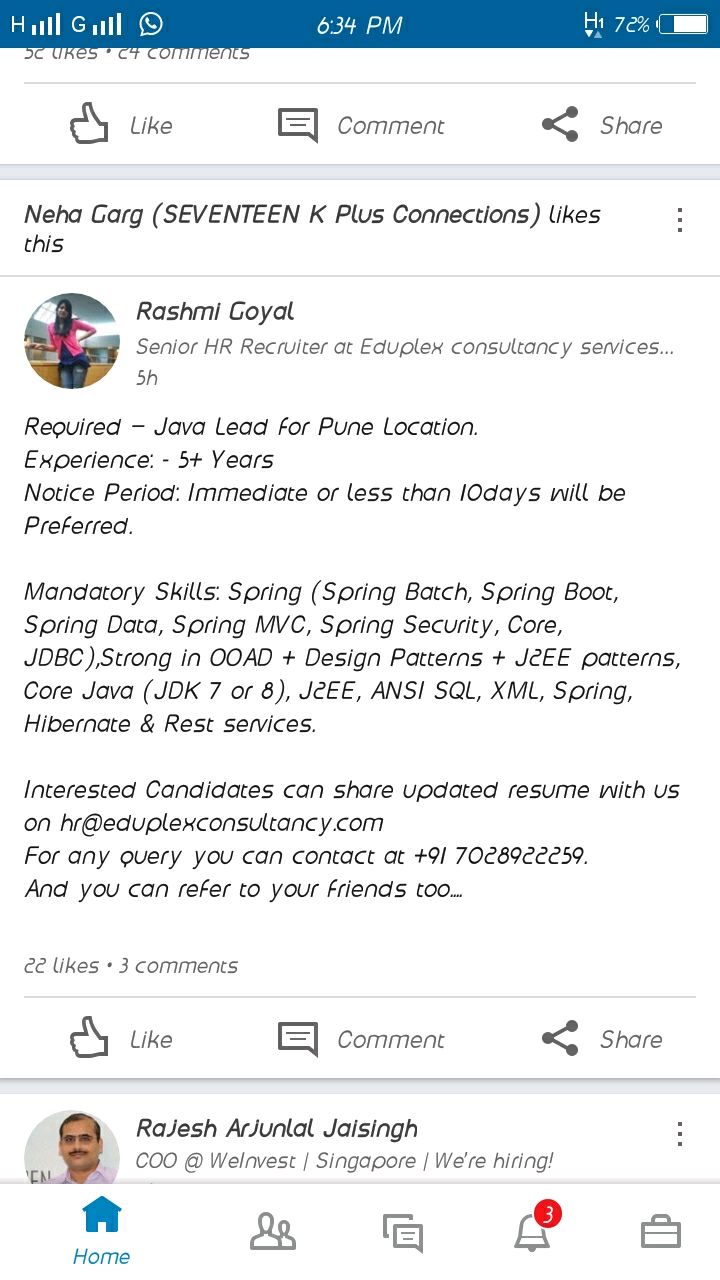 H G 6:34 PM H1 72%
52 likes • 24 comments
Like Comment Share
Neha Garg (SEVENTEEN K Plus Connections) likes
this
Rashmi Goyal
Senior HR Recruiter at Eduplex consultancy services...
5h
Required – Java Lead for Pune Location.
Experience: - 5+ Years
Notice Period: Immediate or less than 10days will be
Preferred.
Mandatory Skills: Spring (Spring Batch, Spring Boot,
Spring Data, Spring MVC, Spring Security, Core,
JDBC),Strong in OOAD + Design Patterns + J2EE patterns,
Core Java (JDK 7 or 8), J2EE, ANSI SQL, XML, Spring,
Hibernate & Rest services.
Interested Candidates can share updated resume with us
on hr@eduplexconsultancy.com
For any query you can contact at +91 7028922259.
And you can refer to your friends too....
22 likes • 3 comments
Like Comment Share
Rajesh Arjunlal Jaisingh
COO @ WeInvest | Singapore | We're hiring!
3
Home